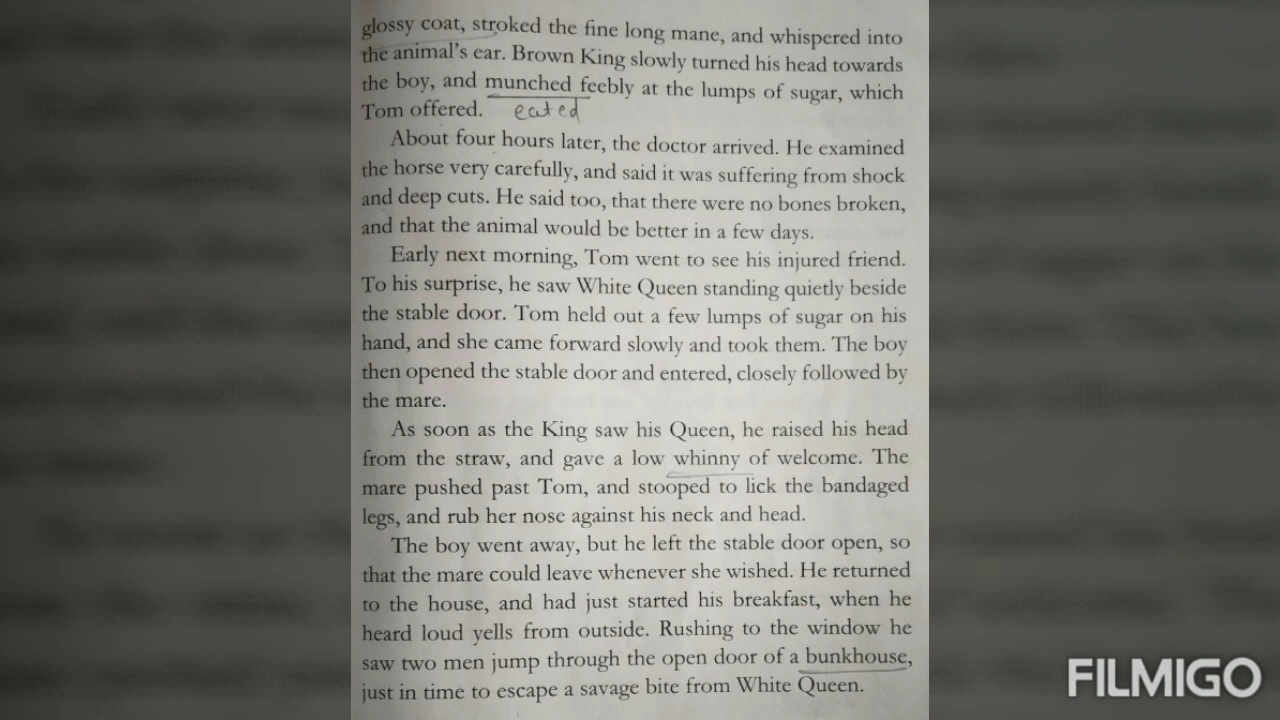 glossy coat, stroked the fine long mane, and whispered into
the animal's ear. Brown King slowly turned his head towards
the boy, and munched feebly at the lumps of sugar, which
Tom offered. eated
About four hours later, the doctor arrived. He examined
the horse very carefully, and said it was suffering from shock
and deep cuts. He said too, that there were no bones broken,
and that the animal would be better in a few days.
Early next morning, Tom went to see his injured friend.
To his surprise, he saw White Queen standing quietly beside
the stable door. Tom held out a few lumps of sugar on his
hand, and she came forward slowly and took them. The boy
then opened the stable door and entered, closely followed by
the mare.
As soon as the King saw his Queen, he raised his head
from the straw, and gave a low whinny of welcome. The
mare pushed past Tom, and stooped to lick the bandaged
legs, and rub her nose against his neck and head.
The boy went away, but he left the stable door open, so
that the mare could leave whenever she wished. He returned
to the house, and had just started his breakfast, when he
heard loud yells from outside. Rushing to the window he
saw two men jump through the open door of a bunkhouse,
just in time to escape a savage bite from White Queen.
FILMIGO